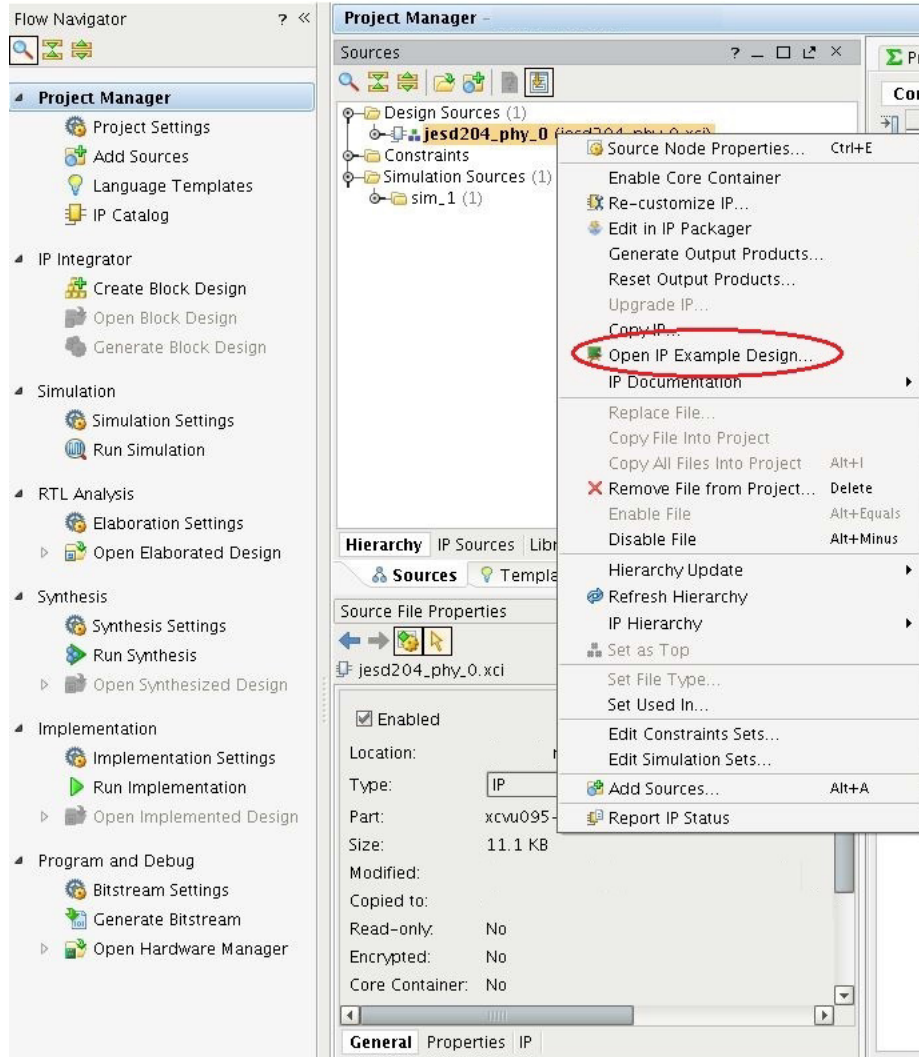 Flow Navigator ? «
Project Manager
Project Settings
Add Sources
Language Templates
IP Catalog
IP Integrator
Create Block Design
Open Block Design
Generate Block Design
Simulation
Simulation Settings
Run Simulation
RTL Analysis
Elaboration Settings
Open Elaborated Design
Synthesis
Synthesis Settings
Run Synthesis
Open Synthesized Design
Implementation
Implementation Settings
Run Implementation
Open Implemented Design
Program and Debug
Bitstream Settings
Generate Bitstream
Open Hardware Manager
Project Manager -
Sources
Design Sources (1)
jesd204_phy_0 (jesd204_phy_0.xci)
Constraints
Simulation Sources (1)
sim_1 (1)
Hierarchy IP Sources
Sources
Source File Properties
jesd204_phy_0.xci
Enabled
Location:
Type: IP
Part: xcvu095-
Size: 11.1 KB
Modified:
Copied to:
Read-only: No
Encrypted: No
Core Container: No
General Properties IP
Source Node Properties... Ctrl+E
Enable Core Container
Re-customize IP...
Edit in IP Packager
Generate Output Products...
Reset Output Products...
Upgrade IP...
Copy IP...
Open IP Example Design...
IP Documentation
Replace File...
Copy File Into Project
Copy All Files Into Project Alt+I
Remove File from Project... Delete
Enable File Alt+Equals
Disable File Alt+Minus
Hierarchy Update
Refresh Hierarchy
IP Hierarchy
Set as Top
Set File Type...
Set Used In...
Edit Constraints Sets...
Edit Simulation Sets...
Add Sources... Alt+A
Report IP Status